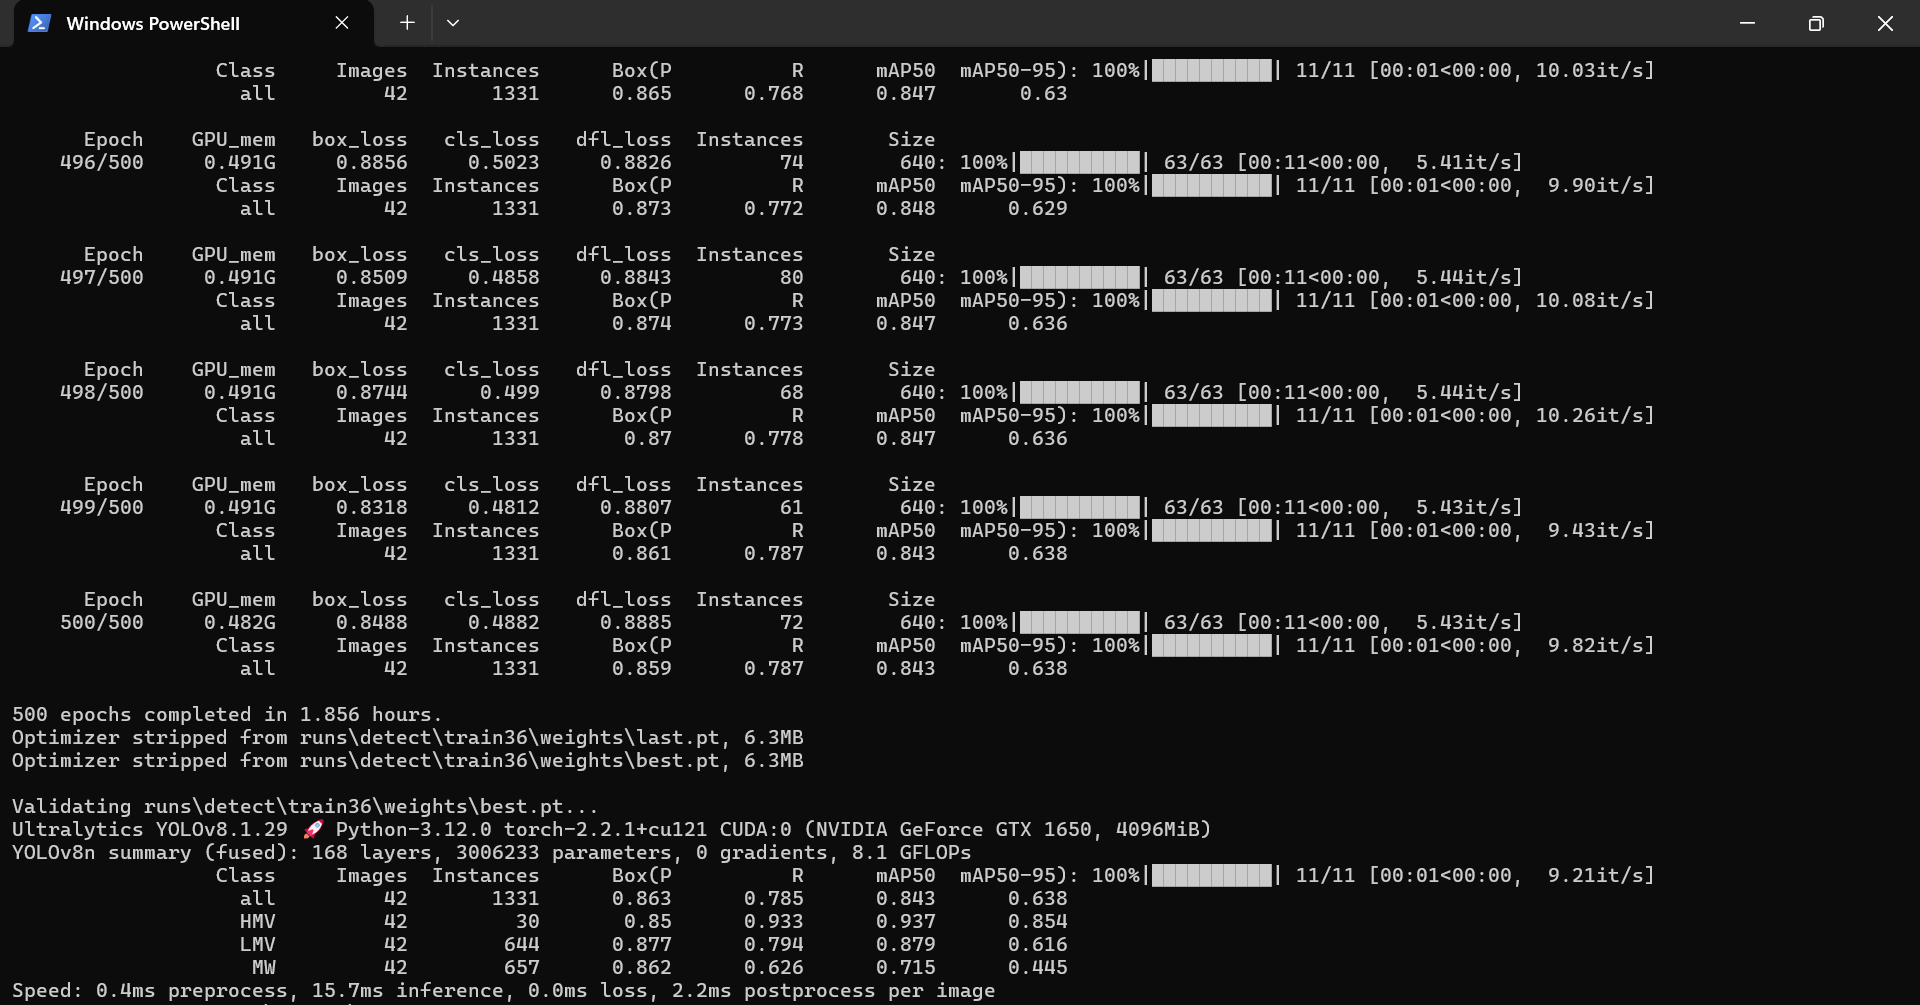 Windows PowerShell
Class Images Instances Box(P R mAP50 mAP50-95): 100%|██████████| 11/11 [00:01<00:00, 10.03it/s]
all 42 1331 0.865 0.768 0.847 0.63
Epoch GPU_mem box_loss cls_loss dfl_loss Instances Size
496/500 0.491G 0.8856 0.5023 0.8826 74 640: 100%|██████████| 63/63 [00:11<00:00, 5.41it/s]
Class Images Instances Box(P R mAP50 mAP50-95): 100%|██████████| 11/11 [00:01<00:00, 9.90it/s]
all 42 1331 0.873 0.772 0.848 0.629
Epoch GPU_mem box_loss cls_loss dfl_loss Instances Size
497/500 0.491G 0.8509 0.4858 0.8843 80 640: 100%|██████████| 63/63 [00:11<00:00, 5.44it/s]
Class Images Instances Box(P R mAP50 mAP50-95): 100%|██████████| 11/11 [00:01<00:00, 10.08it/s]
all 42 1331 0.874 0.773 0.847 0.636
Epoch GPU_mem box_loss cls_loss dfl_loss Instances Size
498/500 0.491G 0.8744 0.499 0.8798 68 640: 100%|██████████| 63/63 [00:11<00:00, 5.44it/s]
Class Images Instances Box(P R mAP50 mAP50-95): 100%|██████████| 11/11 [00:01<00:00, 10.26it/s]
all 42 1331 0.87 0.778 0.847 0.636
Epoch GPU_mem box_loss cls_loss dfl_loss Instances Size
499/500 0.491G 0.8318 0.4812 0.8807 61 640: 100%|██████████| 63/63 [00:11<00:00, 5.43it/s]
Class Images Instances Box(P R mAP50 mAP50-95): 100%|██████████| 11/11 [00:01<00:00, 9.43it/s]
all 42 1331 0.861 0.787 0.843 0.638
Epoch GPU_mem box_loss cls_loss dfl_loss Instances Size
500/500 0.482G 0.8488 0.4882 0.8885 72 640: 100%|██████████| 63/63 [00:11<00:00, 5.43it/s]
Class Images Instances Box(P R mAP50 mAP50-95): 100%|██████████| 11/11 [00:01<00:00, 9.82it/s]
all 42 1331 0.859 0.787 0.843 0.638
500 epochs completed in 1.856 hours.
Optimizer stripped from runs\detect\train36\weights\last.pt, 6.3MB
Optimizer stripped from runs\detect\train36\weights\best.pt, 6.3MB
Validating runs\detect\train36\weights\best.pt...
Ultralytics YOLOv8.1.29 🚀 Python-3.12.0 torch-2.2.1+cu121 CUDA:0 (NVIDIA GeForce GTX 1650, 4096MiB)
YOLOv8n summary (fused): 168 layers, 3006233 parameters, 0 gradients, 8.1 GFLOPs
Class Images Instances Box(P R mAP50 mAP50-95): 100%|██████████| 11/11 [00:01<00:00, 9.21it/s]
all 42 1331 0.863 0.785 0.843 0.638
HMV 42 30 0.85 0.933 0.937 0.854
LMV 42 644 0.877 0.794 0.879 0.616
MW 42 657 0.862 0.626 0.715 0.445
Speed: 0.4ms preprocess, 15.7ms inference, 0.0ms loss, 2.2ms postprocess per image